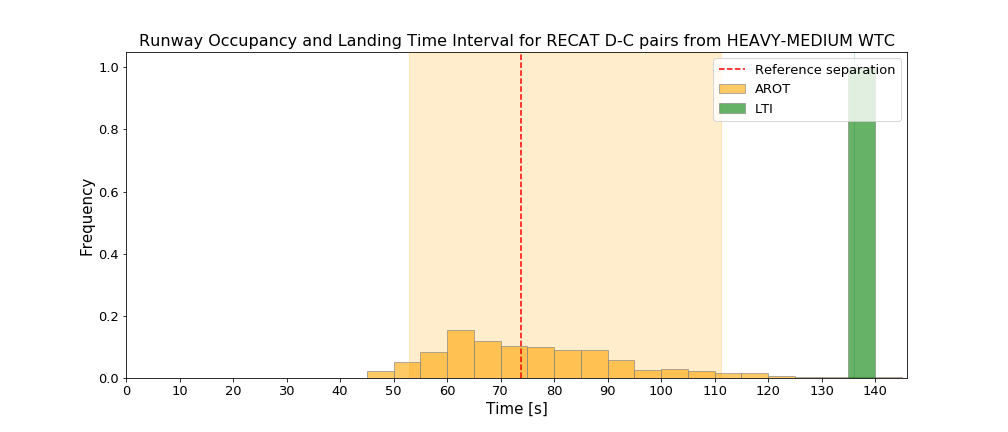 Runway Occupancy and Landing Time Interval for RECAT D-C pairs from HEAVY-MEDIUM WTC
Reference separation
AROT
LTI
Frequency
1.0
0.8
0.6
0.4
0.2
0.0
0 10 20 30 40 50 60 70 80 90 100 110 120 130 140
Time [s]